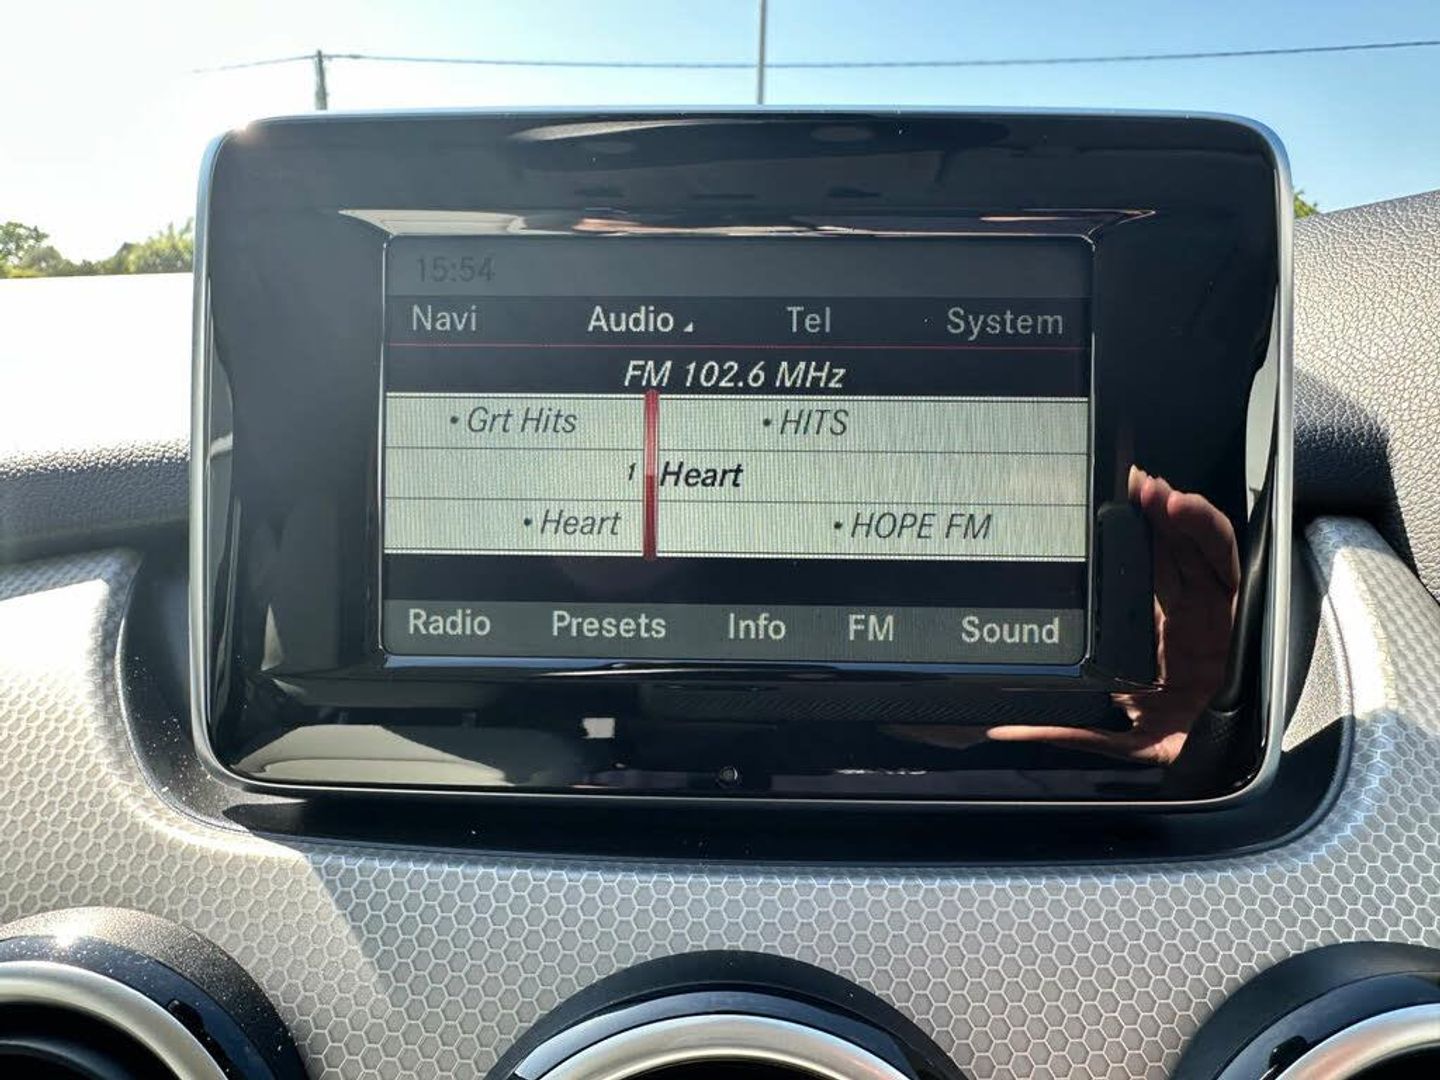 15:54
Navi Audio Tel System
FM 102.6 MHz
• Grt Hits • HITS
1 Heart
• Heart • HOPE FM
Radio Presets Info FM Sound